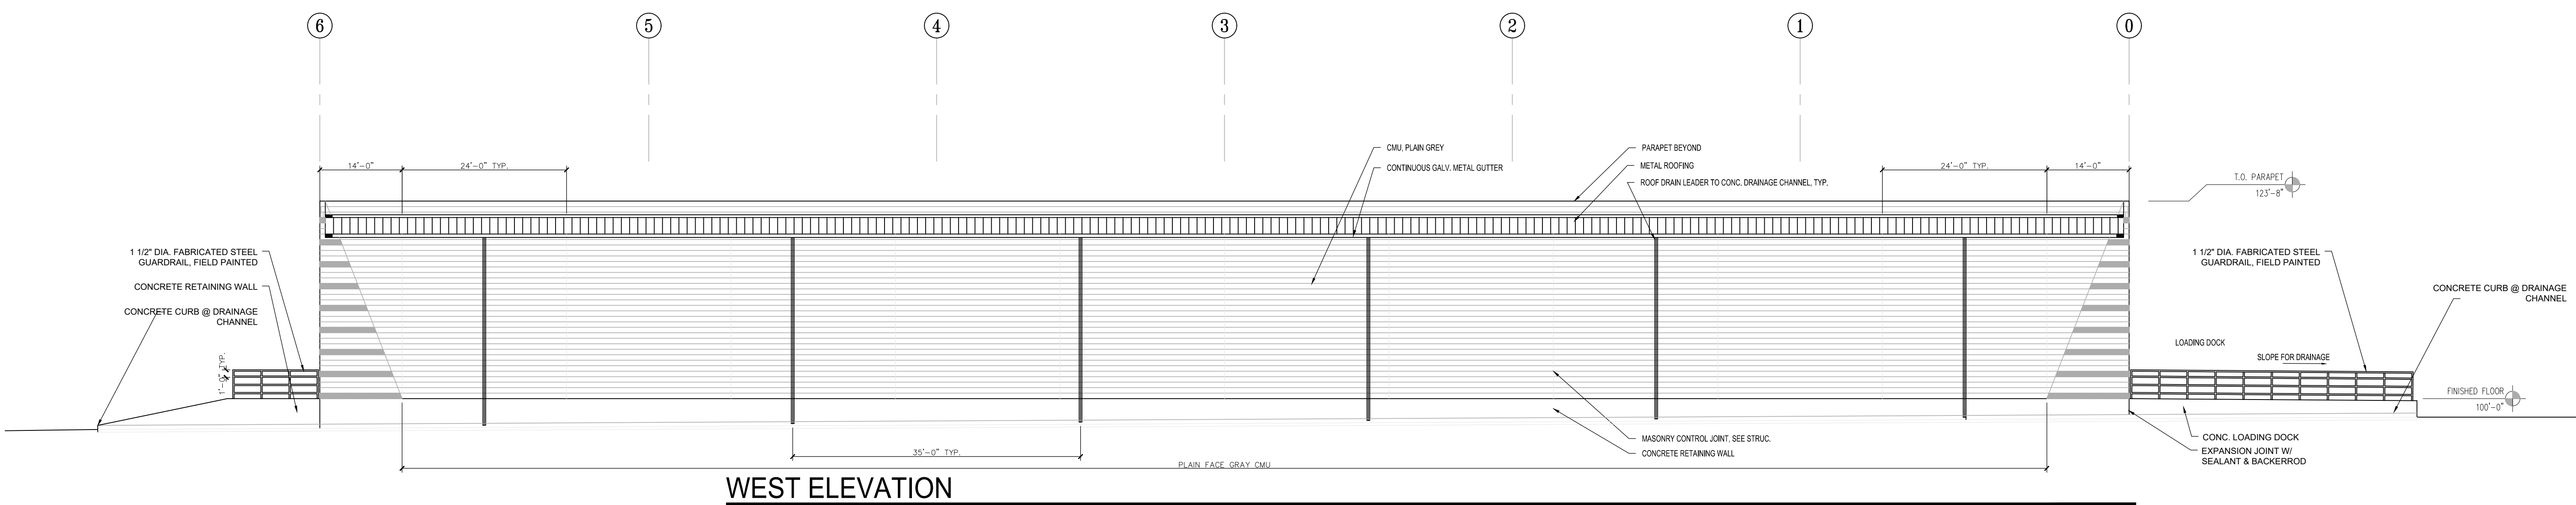 6
5
4
3
2
1
0
14'-0"
24'-0" TYP.
CMU, PLAIN GREY
CONTINUOUS GALV. METAL GUTTER
PARAPET BEYOND
METAL ROOFING
ROOF DRAIN LEADER TO CONC. DRAINAGE CHANNEL, TYP.
24'-0" TYP.
14'-0"
T.O. PARAPET
123'-8"
1 1/2" DIA. FABRICATED STEEL
GUARDRAIL, FIELD PAINTED
CONCRETE RETAINING WALL
CONCRETE CURB @ DRAINAGE
CHANNEL
1'-0" TYP.
1 1/2" DIA. FABRICATED STEEL
GUARDRAIL, FIELD PAINTED
CONCRETE CURB @ DRAINAGE
CHANNEL
LOADING DOCK
SLOPE FOR DRAINAGE
FINISHED FLOOR
100'-0"
MASONRY CONTROL JOINT, SEE STRUC.
CONCRETE RETAINING WALL
CONC. LOADING DOCK
EXPANSION JOINT W/
SEALANT & BACKERROD
35'-0" TYP.
PLAIN FACE GRAY CMU
WEST ELEVATION